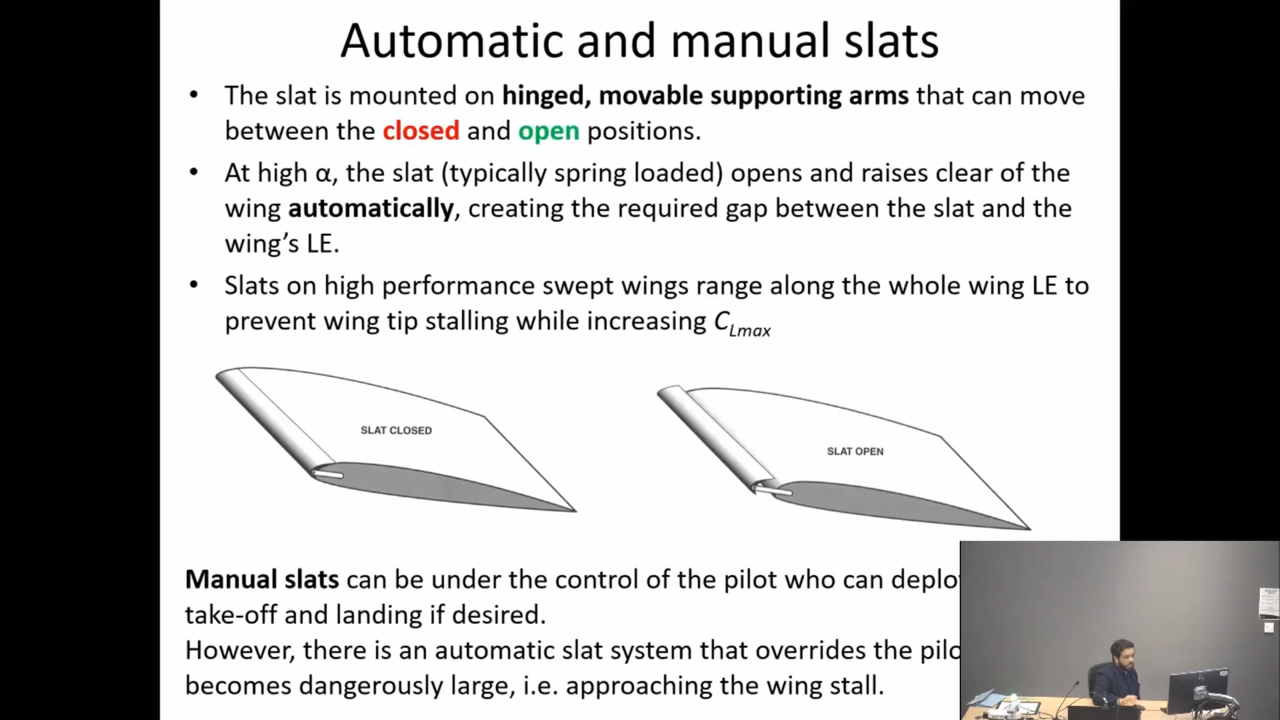 Automatic and manual slats
• The slat is mounted on hinged, movable supporting arms that can move
between the closed and open positions.
• At high α, the slat (typically spring loaded) opens and raises clear of the
wing automatically, creating the required gap between the slat and the
wing’s LE.
• Slats on high performance swept wings range along the whole wing LE to
prevent wing tip stalling while increasing CLmax
SLAT CLOSED
SLAT OPEN
Manual slats can be under the control of the pilot who can deplo
take-off and landing if desired.
However, there is an automatic slat system that overrides the pilo
becomes dangerously large, i.e. approaching the wing stall.